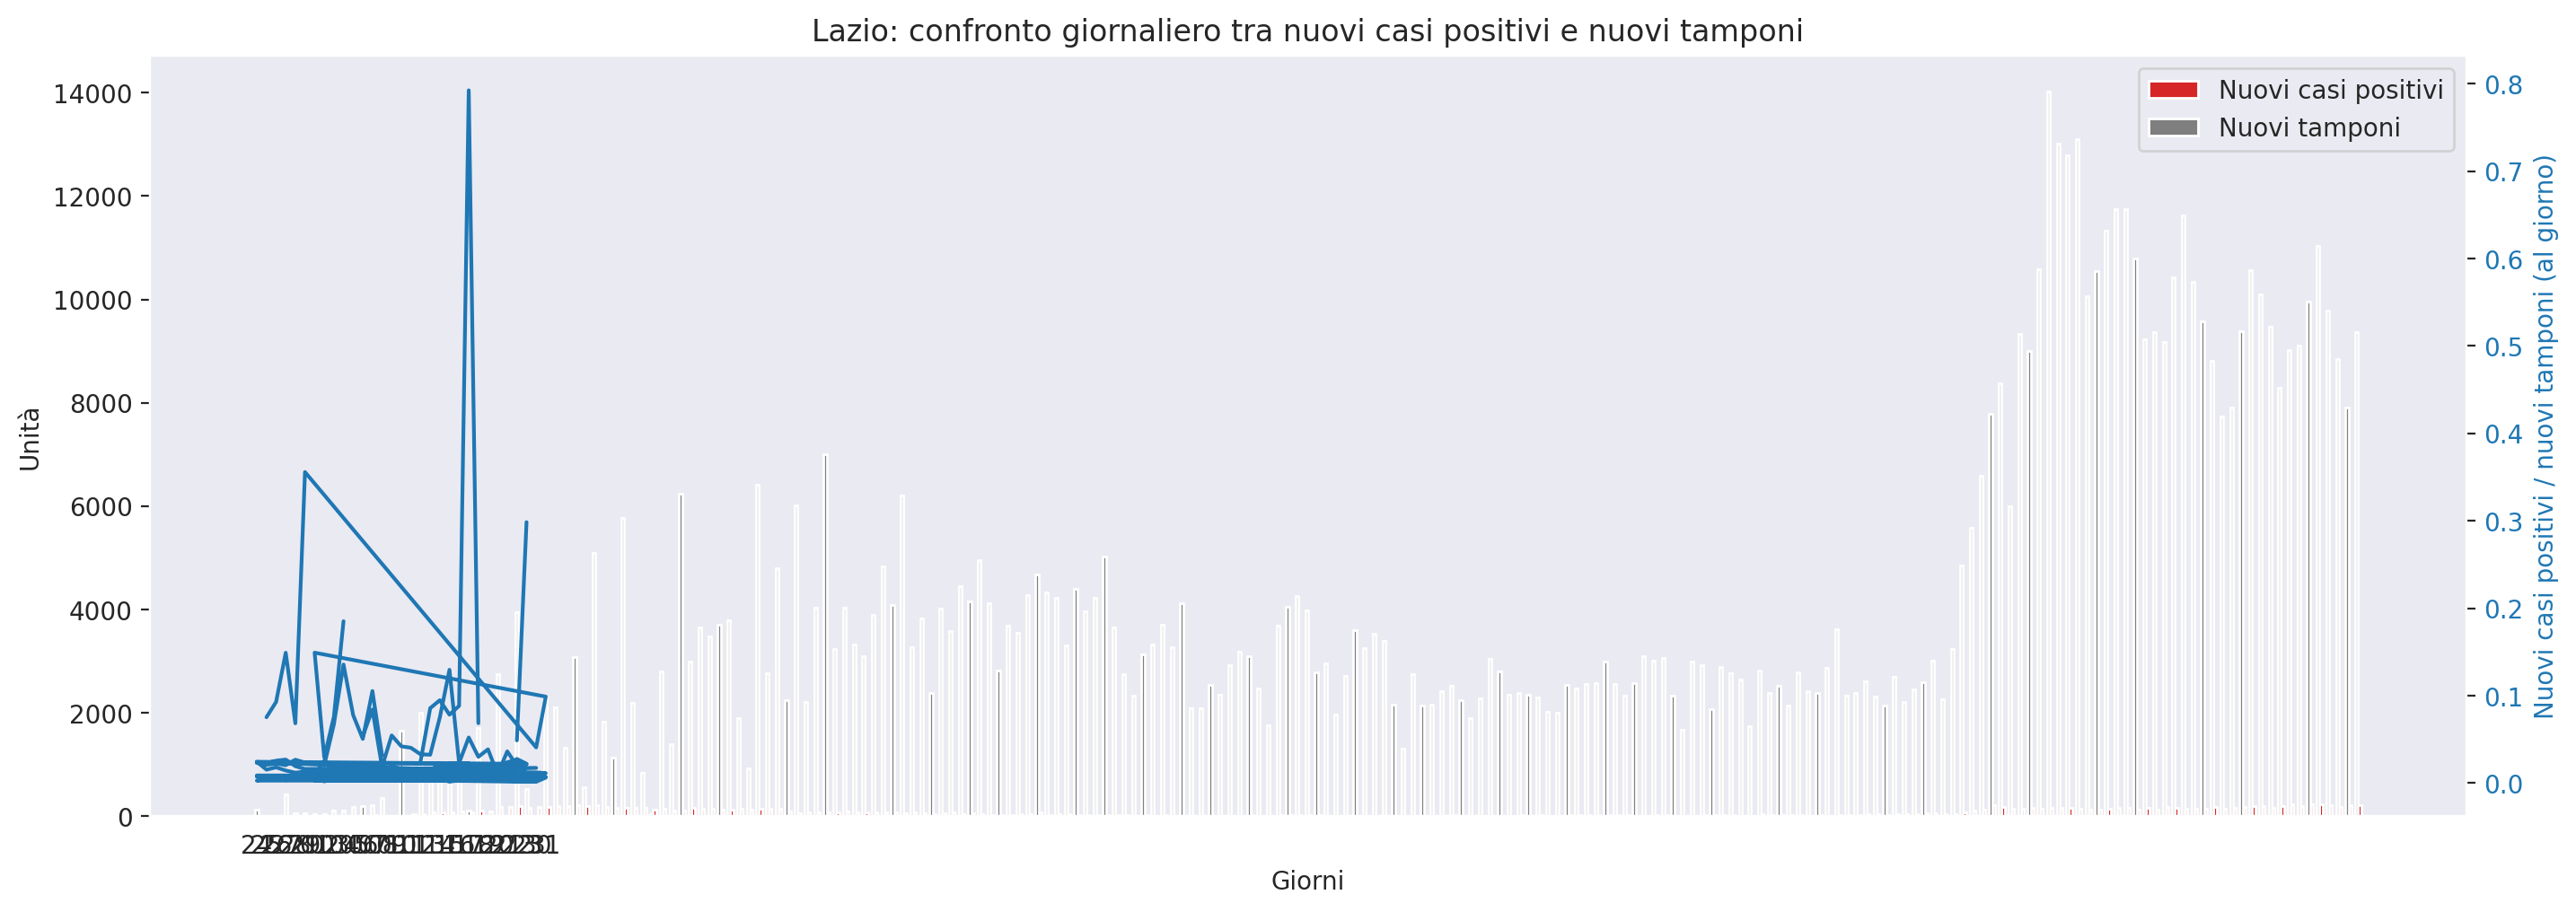 Lazio: confronto giornaliero tra nuovi casi positivi e nuovi tamponi
Nuovi casi positivi
Nuovi tamponi
Unità
14000
12000
10000
8000
6000
4000
2000
0
0.8
0.7
0.6
0.5
0.4
0.3
0.2
0.1
0.0
Nuovi casi positivi / nuovi tamponi (al giorno)
Giorni